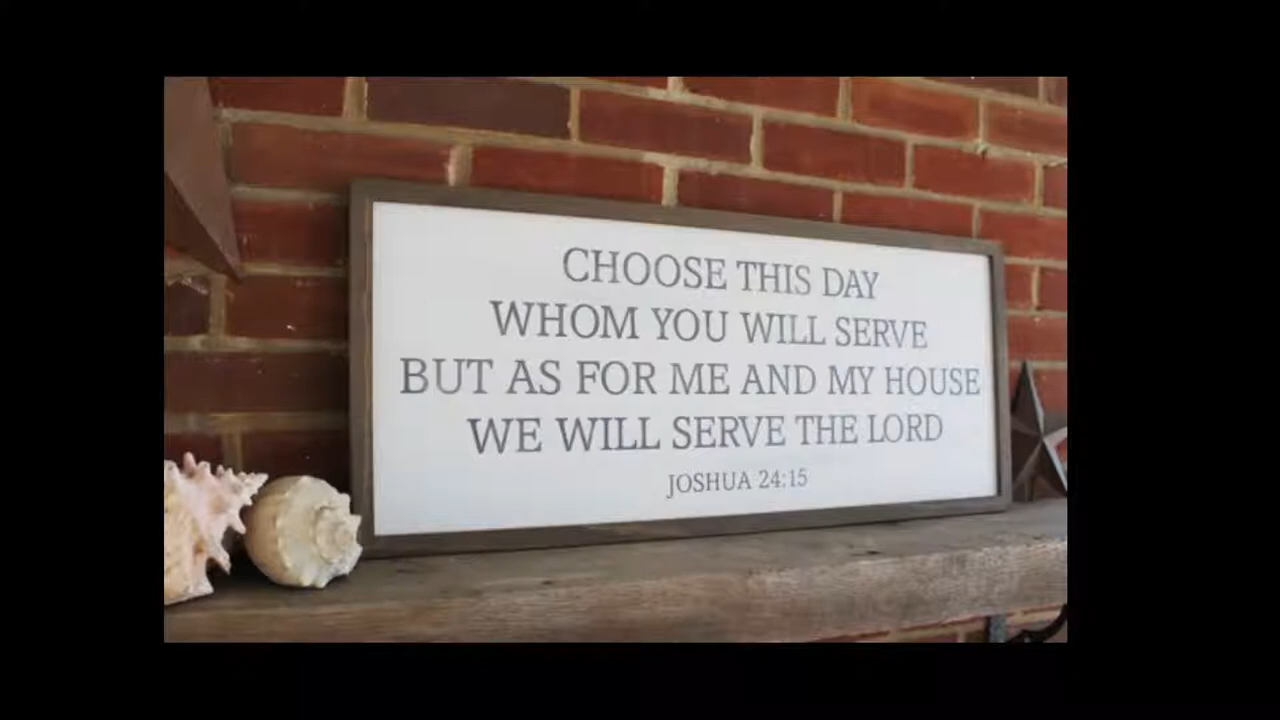 CHOOSE THIS DAY
WHOM YOU WILL SERVE
BUT AS FOR ME AND MY HOUSE
WE WILL SERVE THE LORD
JOSHUA 24:15